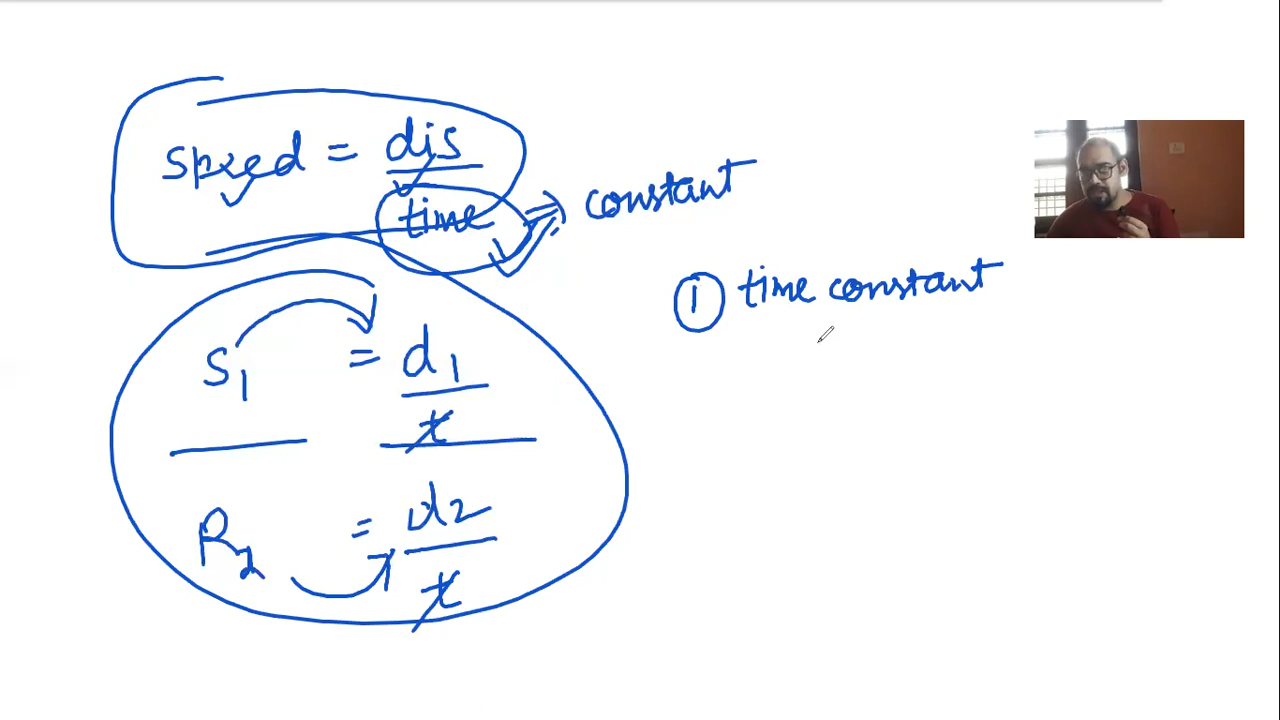 speed = dis
time
⇒ constant
① time constant
S1 = d1
t
R2 = d2
t